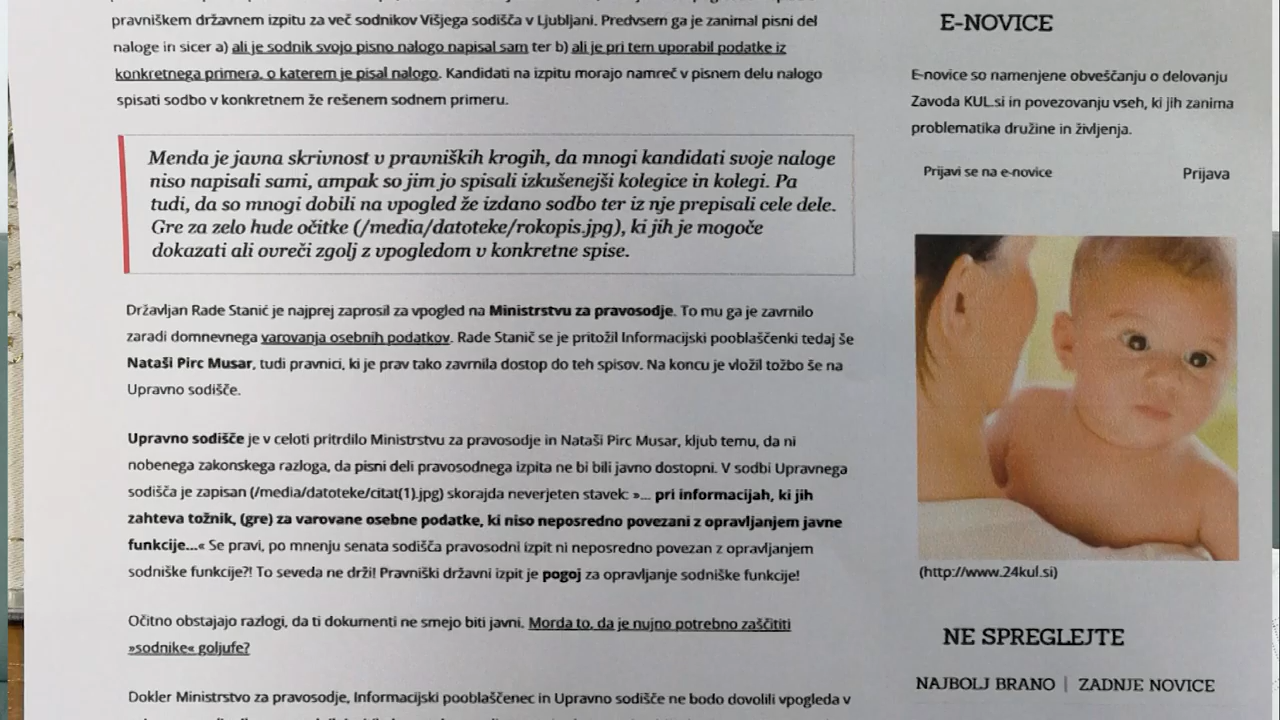 pravniškem državnem izpitu za več sodnikov Višjega sodišča v Ljubljani. Predvsem ga je zanimal pisni del
naloge in sicer a) ali je sodnik svojo pisno nalogo napisal sam ter b) ali je pri tem uporabil podatke iz
konkretnega primera, o katerem je pisal nalogo. Kandidati na izpitu morajo namreč v pisnem delu nalogo
spisati sodbo v konkretnem že rešenem sodnem primeru.
Menda je javna skrivnost v pravniških krogih, da mnogi kandidati svoje naloge
niso napisali sami, ampak so jim jo spisali izkušenejši kolegice in kolegi. Pa
tudi, da so mnogi dobili na vpogled že izdano sodbo ter iz nje prepisali cele dele.
Gre za zelo hude očitke (/media/datoteke/rokopis.jpg), ki jih je mogoče
dokazati ali ovreči zgolj z vpogledom v konkretne spise.
Državljan Rade Stanić je najprej zaprosil za vpogled na Ministrstvu za pravosodje. To mu ga je zavrnilo
zaradi domnevnega varovanja osebnih podatkov. Rade Stanič se je pritožil Informacijski pooblaščenki tedaj še
Nataši Pirc Musar, tudi pravnici, ki je prav tako zavrnila dostop do teh spisov. Na koncu je vložil tožbo še na
Upravno sodišče.
Upravno sodišče je v celoti pritrdilo Ministrstvu za pravosodje in Nataši Pirc Musar, kljub temu, da ni
nobenega zakonskega razloga, da pisni deli pravosodnega izpita ne bi bili javno dostopni. V sodbi Upravnega
sodišča je zapisan (/media/datoteke/citat(1).jpg) skorajda neverjeten stavek: »... pri informacijah, ki jih
zahteva tožnik, (gre) za varovane osebne podatke, ki niso neposredno povezani z opravljanjem javne
funkcije...« Se pravi, po mnenju senata sodišča pravosodni izpit ni neposredno povezan z opravljanjem
sodniške funkcije?! To seveda ne drži! Pravniški državni izpit je pogoj za opravljanje sodniške funkcije!
Očitno obstajajo razlogi, da ti dokumenti ne smejo biti javni. Morda to, da je nujno potrebno zaščititi
»sodnike« goljufe?
Dokler Ministrstvo za pravosodje, Informacijski pooblaščenec in Upravno sodišče ne bodo dovolili vpogleda v
E-NOVICE
E-novice so namenjene obveščanju o delovanju
Zavoda KUL.si in povezovanju vseh, ki jih zanima
problematika družine in življenja.
Prijavi se na e-novice Prijava
(http://www.24kul.si)
NE SPREGLEJTE
NAJBOLJ BRANO | ZADNJE NOVICE